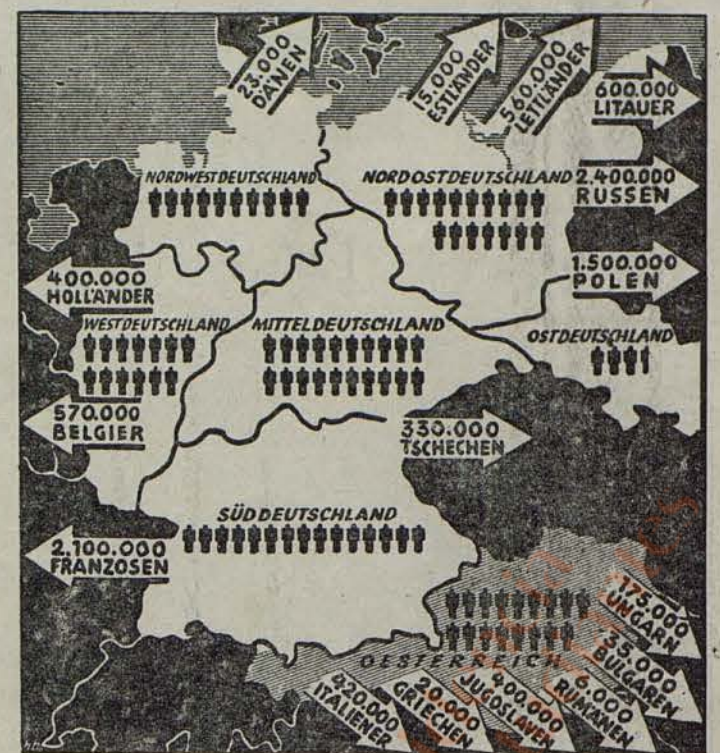 23.000
DÄNEN
15.000
ESTLÄNDER
560.000
LETTLÄNDER
600.000
LITAUER
NORDWESTDEUTSCHLAND
NORDOSTDEUTSCHLAND
2.400.000
RUSSEN
400.000
HOLLÄNDER
1.500.000
POLEN
WESTDEUTSCHLAND
MITTELDEUTSCHLAND
OSTDEUTSCHLAND
570.000
BELGIER
330.000
TSCHECHEN
SÜDDEUTSCHLAND
2.100.000
FRANZOSEN
175.000
UNGARN
35.000
BULGAREN
OESTERREICH
6.000
RUMÄNEN
400.000
JUGOSLAVEN
20.000
GRIECHEN
420.000
ITALIENER